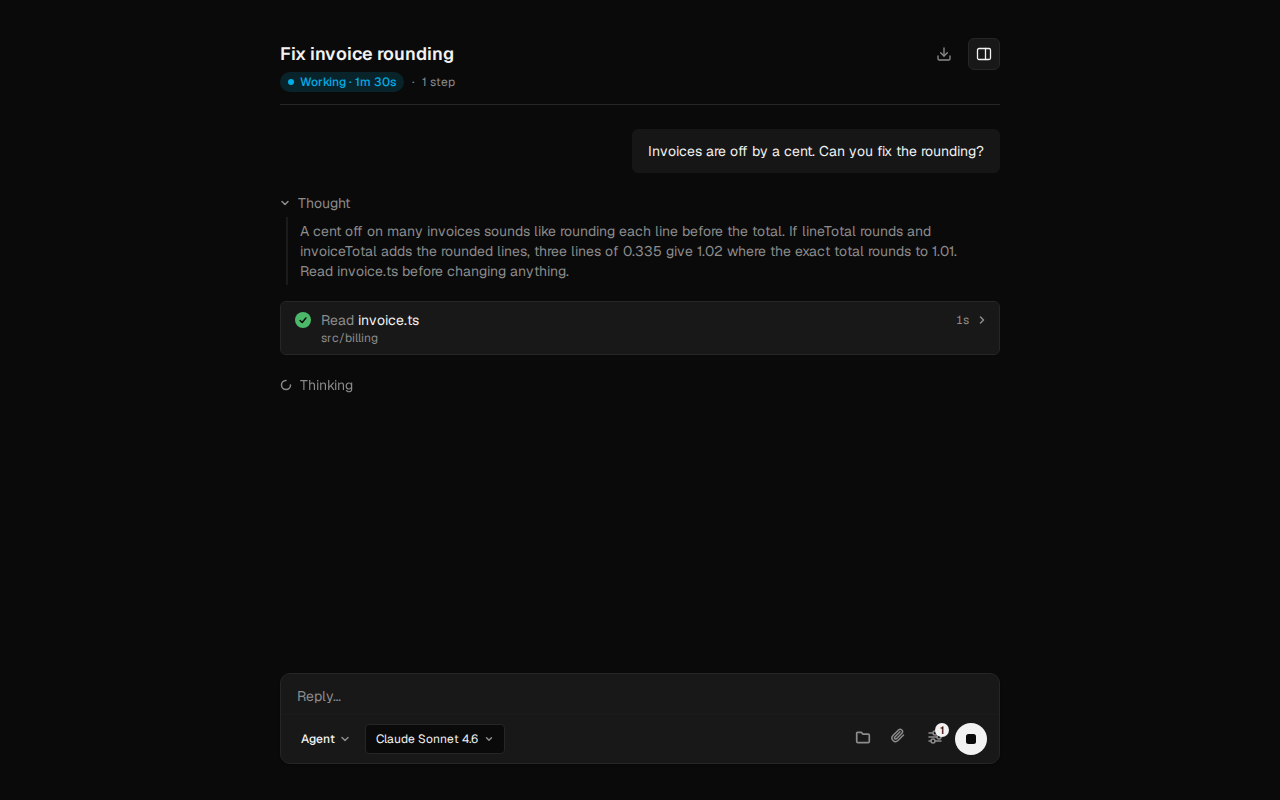 Fix invoice rounding
Working · 1m 30s · 1 step
Invoices are off by a cent. Can you fix the rounding?
Thought
A cent off on many invoices sounds like rounding each line before the total. If lineTotal rounds and
invoiceTotal adds the rounded lines, three lines of 0.335 give 1.02 where the exact total rounds to 1.01.
Read invoice.ts before changing anything.
Read invoice.ts 1s
src/billing
Thinking
Reply...
Agent Claude Sonnet 4.6 1